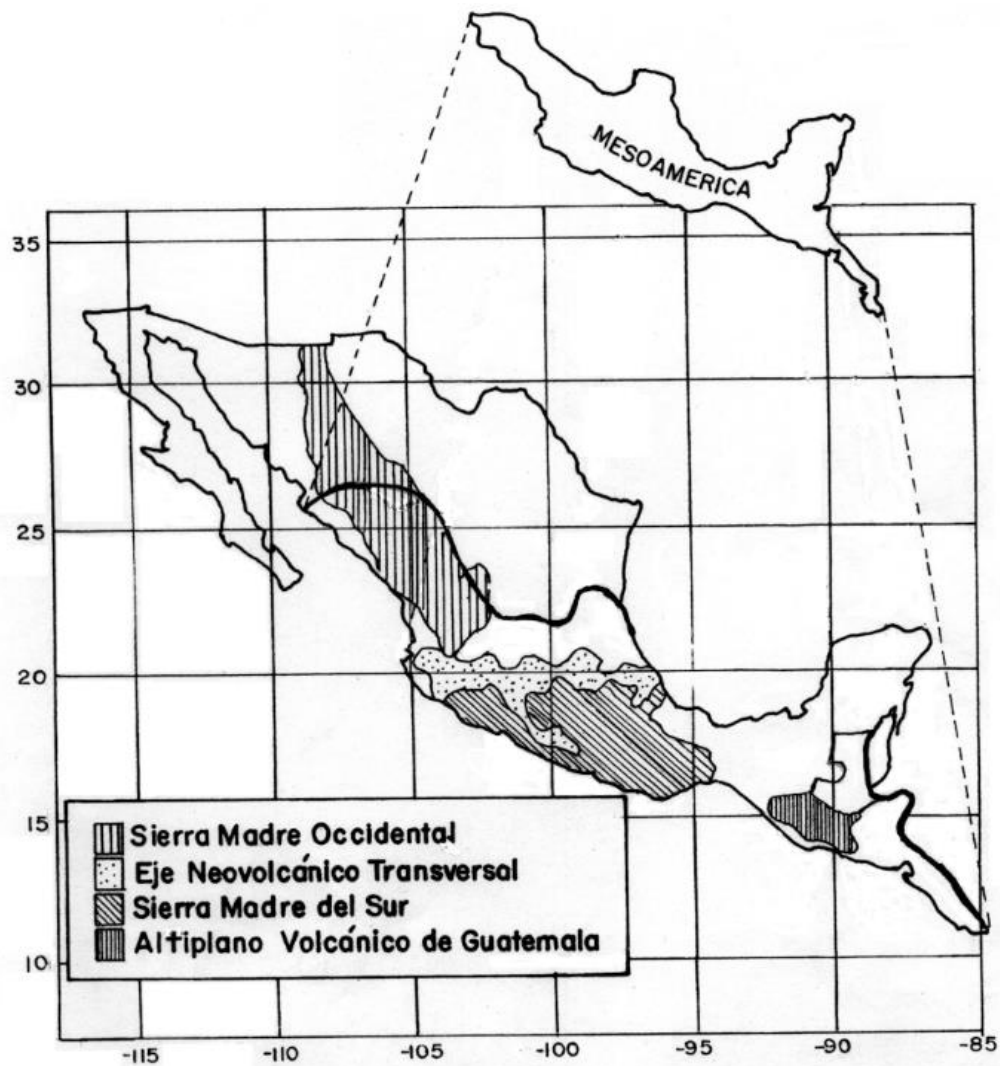 MESOAMERICA
35
30
25
20
15
10
Sierra Madre Occidental
Eje Neovolcánico Transversal
Sierra Madre del Sur
Altiplano Volcánico de Guatemala
-115 -110 -105 -100 -95 -90 -85